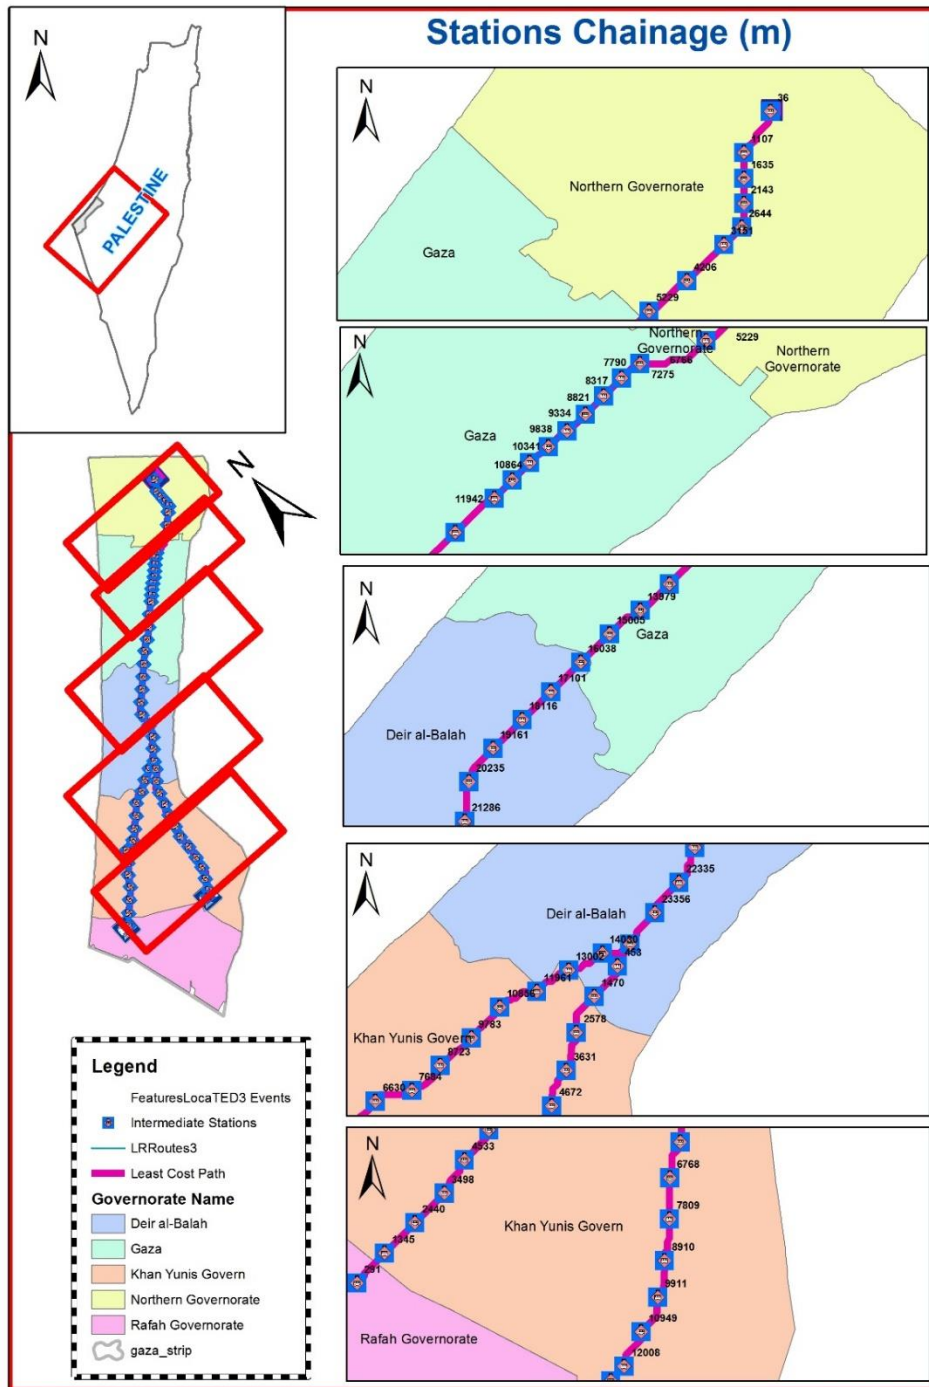 Stations Chainage (m)
N
PALESTINE
N
N
36
1107
1635
2143
2644
3151
4206
5229
Northern Governorate
Gaza
N
Northern
Governorate
5229
Northern
Governorate
7790
7275
8317
8821
9334
9838
Gaza
10341
10864
11942
N
13979
15005
Gaza
16038
17101
18116
Deir al-Balah
19161
20235
21286
N
22335
23356
Deir al-Balah
453
13002
11961
1470
10856
2578
9783
Khan Yunis Govern
3631
8723
7684
6630
4672
N
4533
3498
2440
1345
291
6768
7809
Khan Yunis Govern
8910
9911
10949
12008
Rafah Governorate
Legend
FeaturesLocaTED3 Events
Intermediate Stations
LRRoutes3
Least Cost Path
Governorate Name
Deir al-Balah
Gaza
Khan Yunis Govern
Northern Governorate
Rafah Governorate
gaza_strip